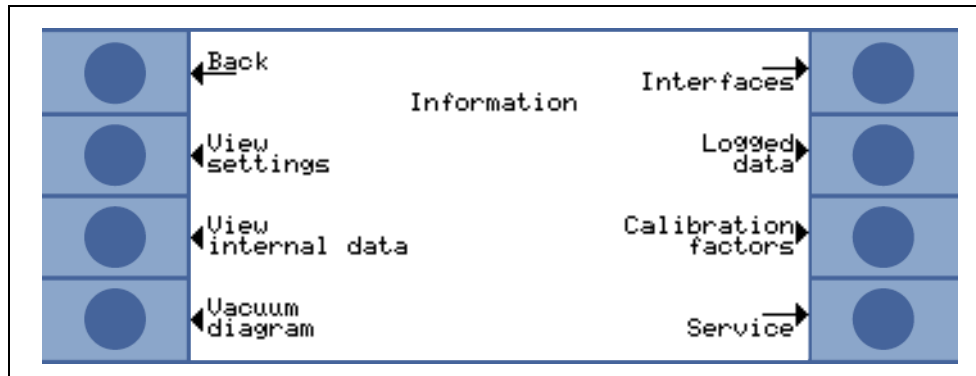 Back
Interfaces
Information
View
settings
Logged
data
View
internal data
Calibration
factors
Vacuum
diagram
Service